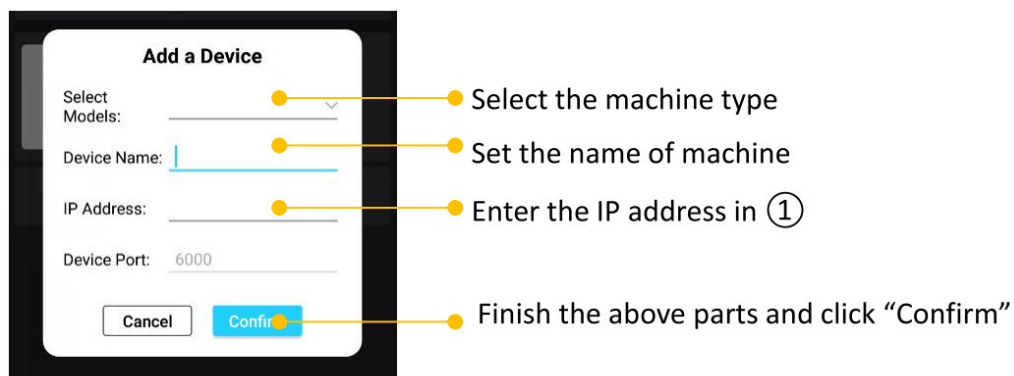 Add a Device
Select
Models:
Select the machine type
Device Name:
Set the name of machine
IP Address:
Enter the IP address in ①
Device Port: 6000
Cancel
Confirm
Finish the above parts and click “Confirm”